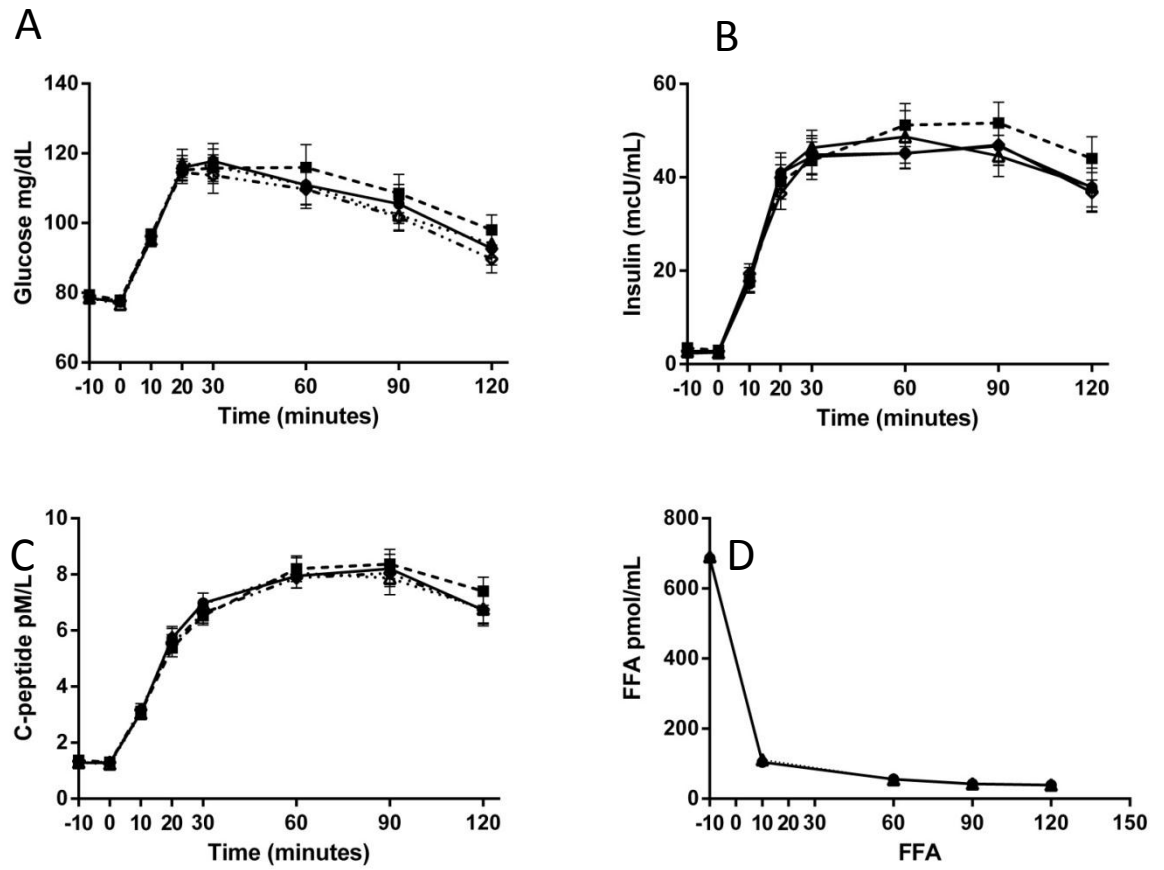 A
Glucose mg/dL
140
120
100
80
60
-10 0 10 20 30 60 90 120
Time (minutes)
B
Insulin (mcU/mL)
60
40
20
0
-10 0 10 20 30 60 90 120
Time (minutes)
C
C-peptide pM/L
10
8
6
4
2
0
-10 0 10 20 30 60 90 120
Time (minutes)
D
FFA pmol/mL
800
600
400
200
0
-10 0 10 20 30 60 90 120 150
FFA